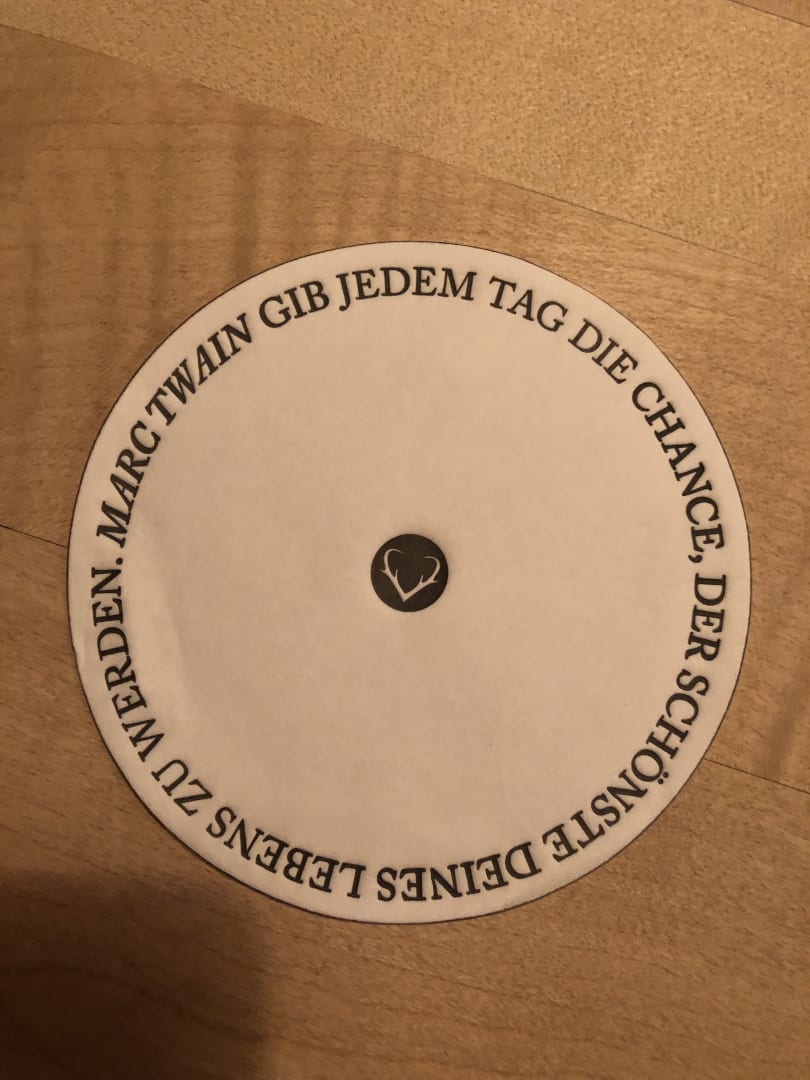 GIB JEDEM TAG DIE CHANCE, DER SCHÖNSTE DEINES LEBENS ZU WERDEN. MARC TWAIN